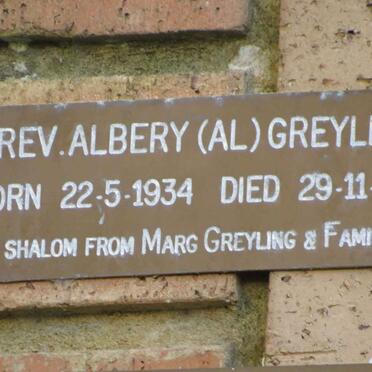 REV. ALBERY (AL) GREYL
ORN 22-5-1934 DIED 29-11-
SHALOM FROM MARG GREYLING & FAMI